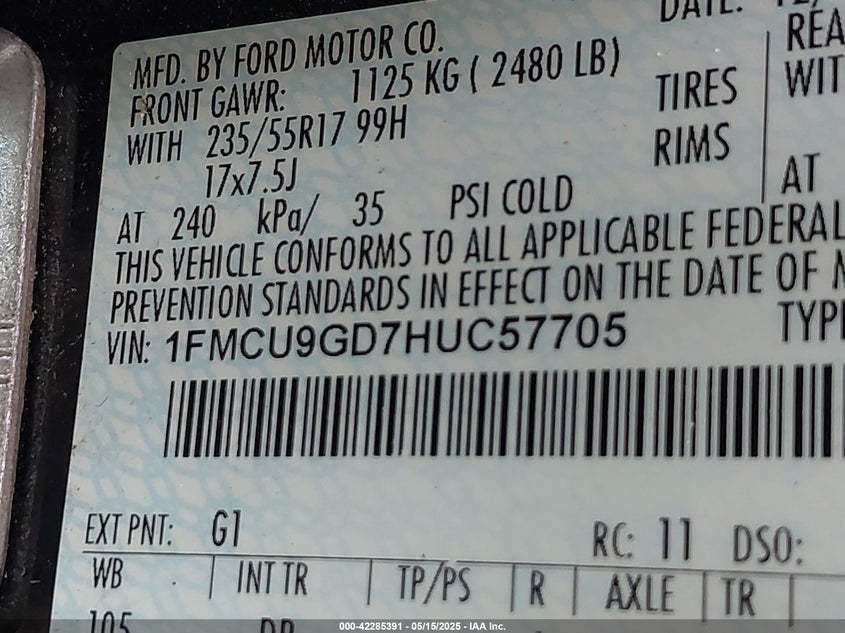 DATE:
MFD. BY FORD MOTOR CO.
FRONT GAWR: 1125 KG ( 2480 LB)
WITH 235/55R17 99H TIRES
17x7.5J RIMS
AT 240 kPa/ 35 PSI COLD
WIT
AT
THIS VEHICLE CONFORMS TO ALL APPLICABLE FEDERAL
PREVENTION STANDARDS IN EFFECT ON THE DATE OF M
VIN: 1FMCU9GD7HUC57705 TYPE
EXT PNT: G1 RC: 11 DSO:
WB INT TR TP/PS R AXLE TR
105
000-42285391 - 05/15/2025 - IAA Inc.